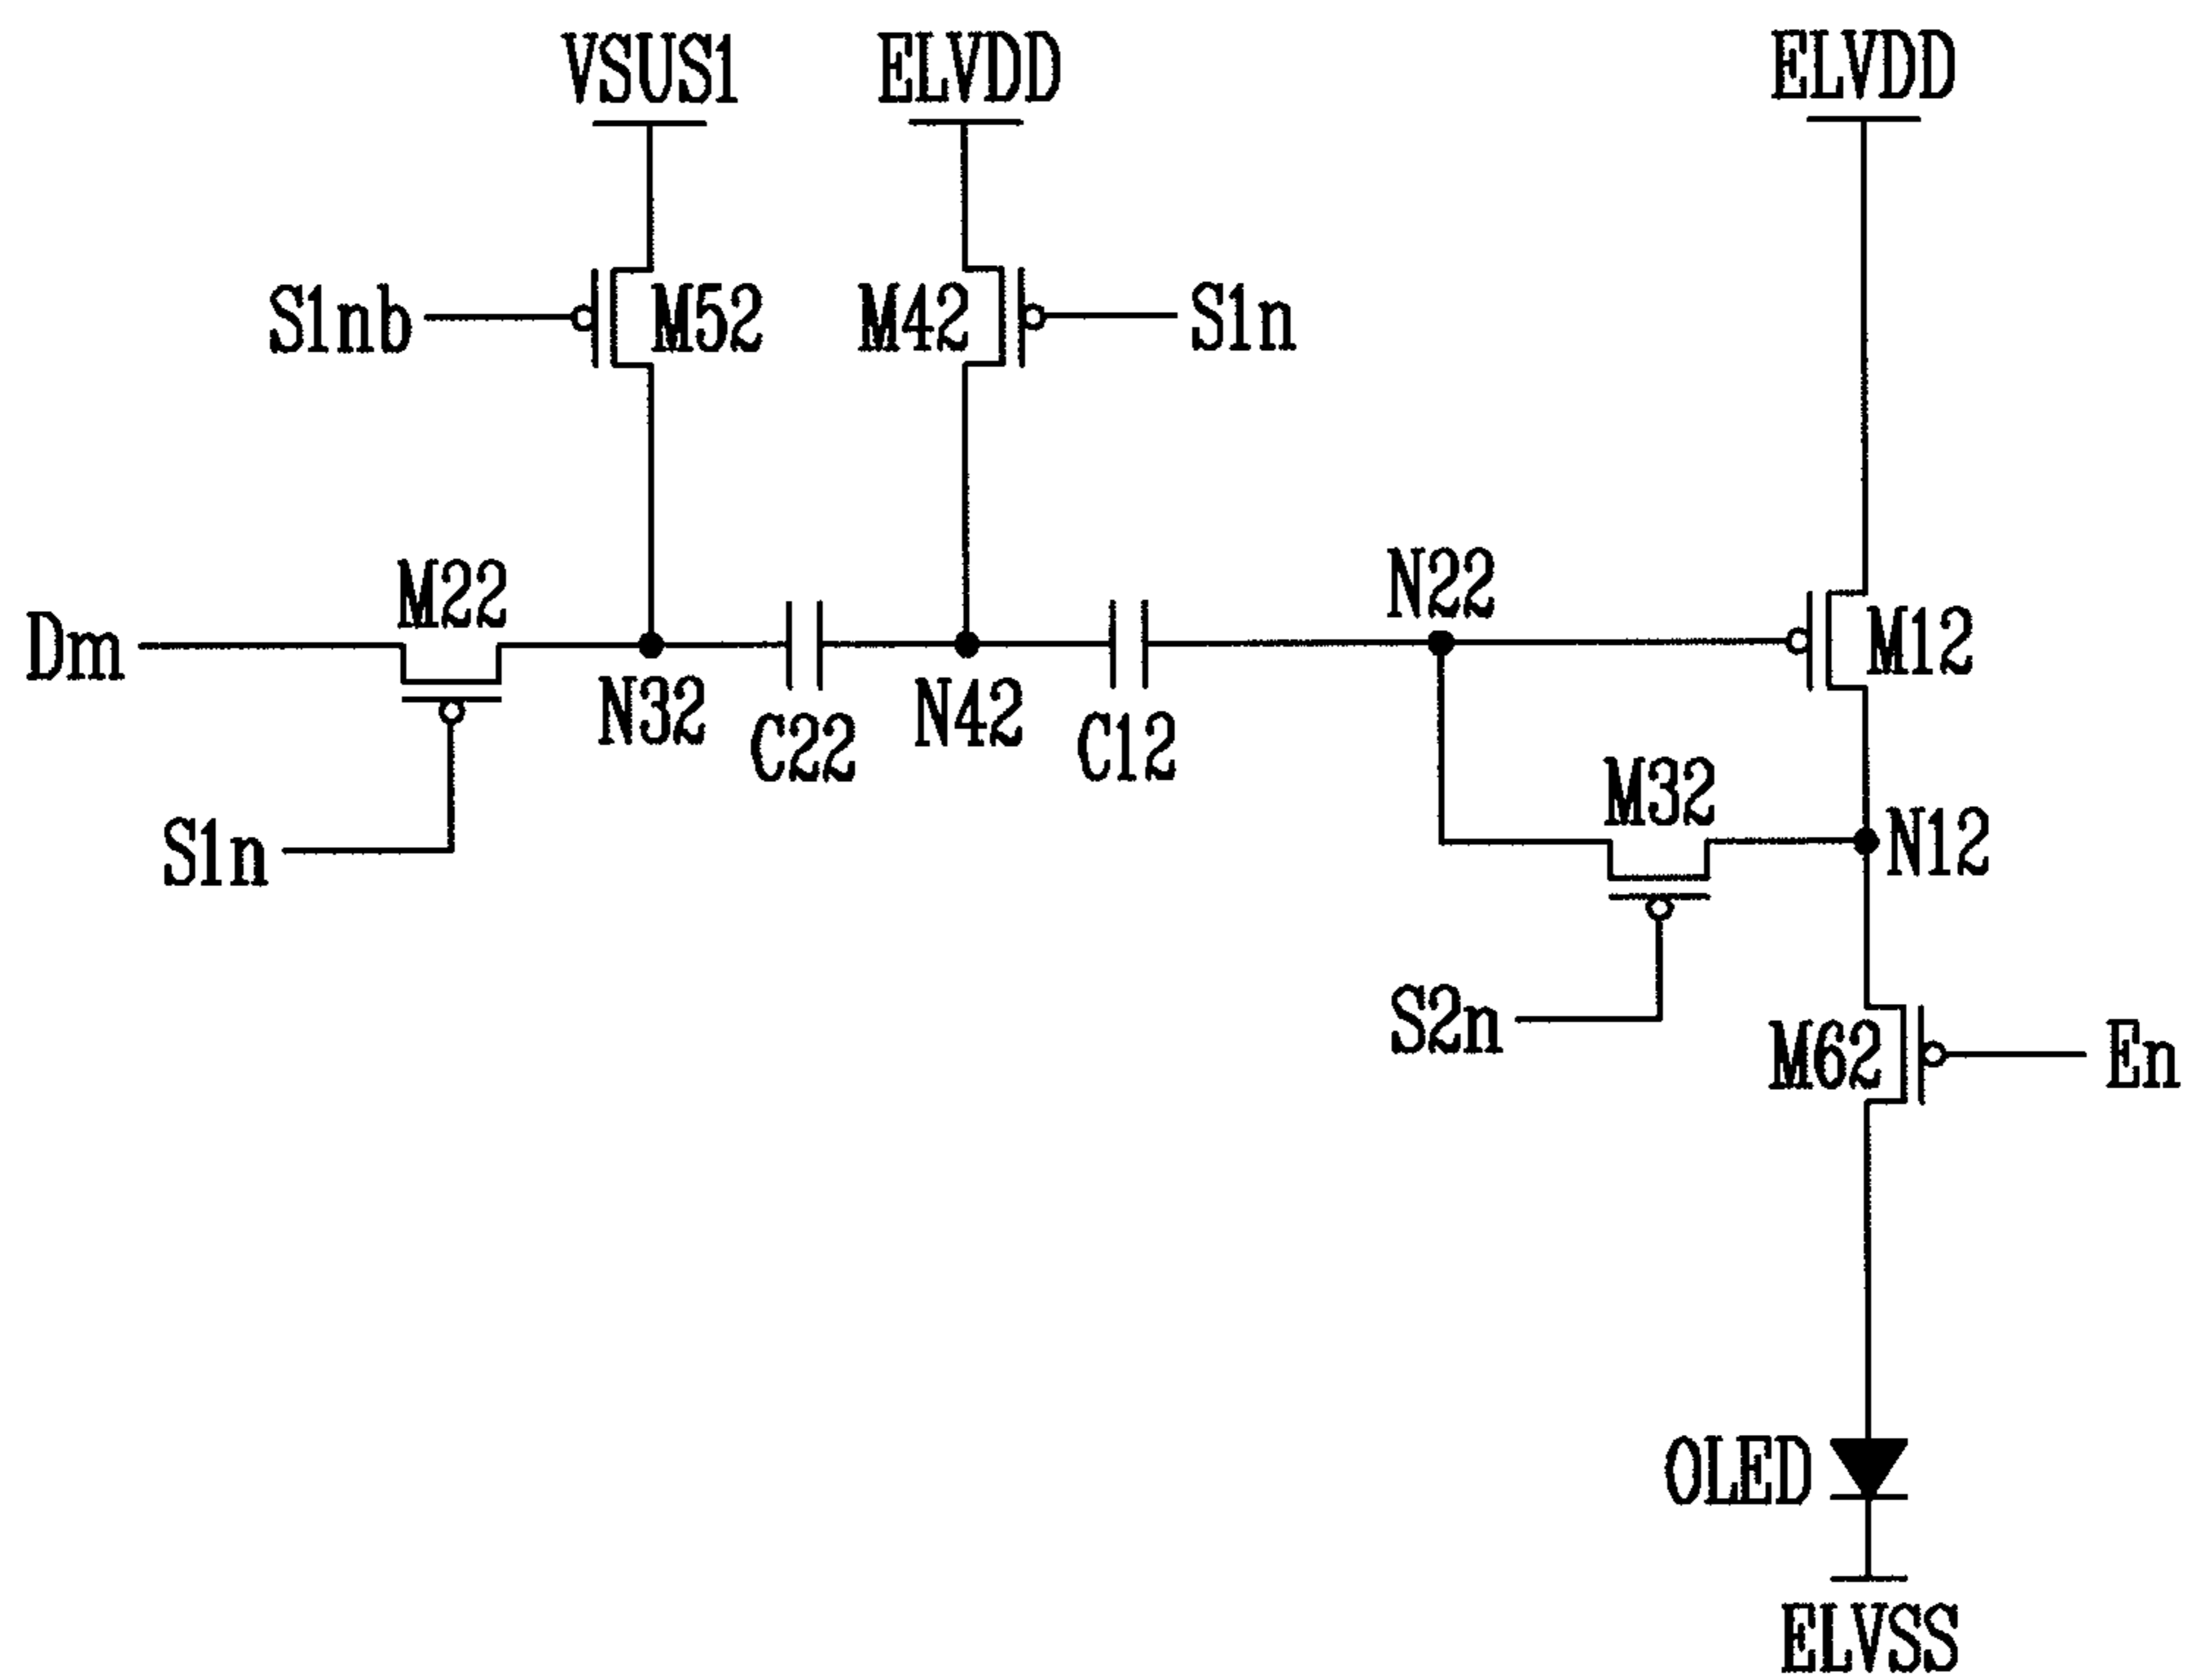 VSUS1 ELVDD ELVDD
S1nb M52 M42 S1n
M22 N22
Dm M12
N32 N42
C22 C12
M32
S1n N12
S2n
M62 En
OLED
ELVSS